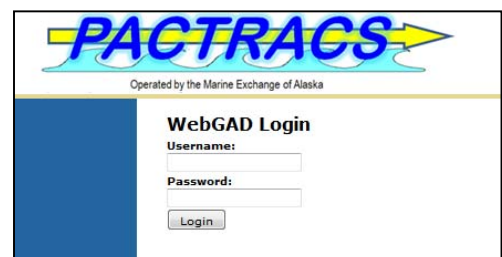 PACTRACS
Operated by the Marine Exchange of Alaska
WebGAD Login
Username:
Password:
Login